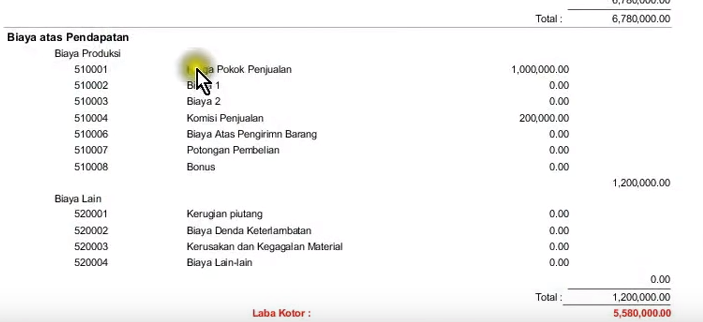 6,780,000.00
Total : 6,780,000.00
Biaya atas Pendapatan
Biaya Produksi
510001 Pokok Penjualan 1,000,000.00
510002 1 0.00
510003 Biaya 2 0.00
510004 Komisi Penjualan 200,000.00
510006 Biaya Atas Pengirimn Barang 0.00
510007 Potongan Pembelian 0.00
510008 Bonus 0.00
1,200,000.00
Biaya Lain
520001 Kerugian piutang 0.00
520002 Biaya Denda Keterlambatan 0.00
520003 Kerusakan dan Kegagalan Material 0.00
520004 Biaya Lain-lain 0.00
0.00
Total : 1,200,000.00
Laba Kotor : 5,580,000.00